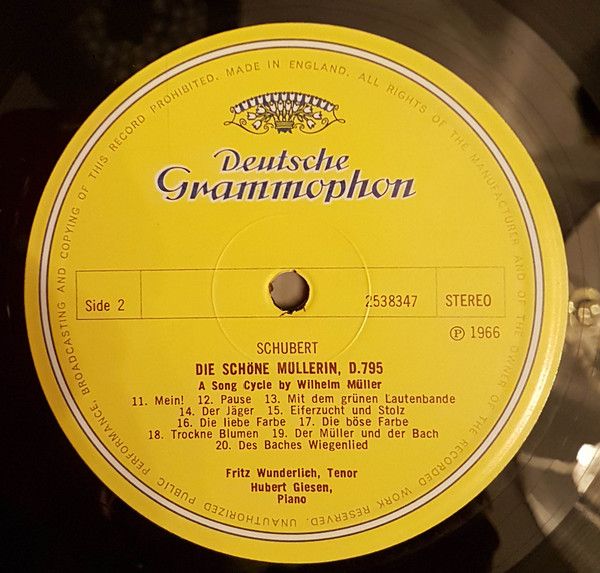 MADE IN ENGLAND. ALL RIGHTS OF THE MANUFACTURER AND OF THE OWNER OF THE RECORDED WORK RESERVED. UNAUTHORIZED PUBLIC PERFORMANCE, BROADCASTING AND COPYING OF THIS RECORD PROHIBITED.
Deutsche
Grammophon
Side 2
2538347
STEREO
℗ 1966
SCHUBERT
DIE SCHÖNE MÜLLERIN, D.795
A Song Cycle by Wilhelm Müller
11. Mein! 12. Pause 13. Mit dem grünen Lautenbande
14. Der Jäger 15. Eiferzucht und Stolz
16. Die liebe Farbe 17. Die böse Farbe
18. Trockne Blumen 19. Der Müller und der Bach
20. Des Baches Wiegenlied
Fritz Wunderlich, Tenor
Hubert Giesen,
Piano